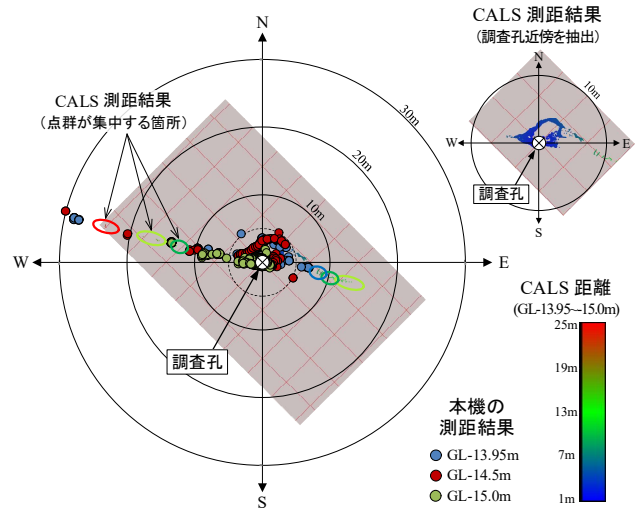 N
CALS 測距結果
(点群が集中する箇所)
30m
20m
10m
W
E
調査孔
S
CALS 測距結果
(調査孔近傍を抽出)
N
10m
W
E
調査孔
S
CALS 距離
(GL-13.95~-15.0m)
25m
19m
13m
7m
1m
本機の
測距結果
GL-13.95m
GL-14.5m
GL-15.0m